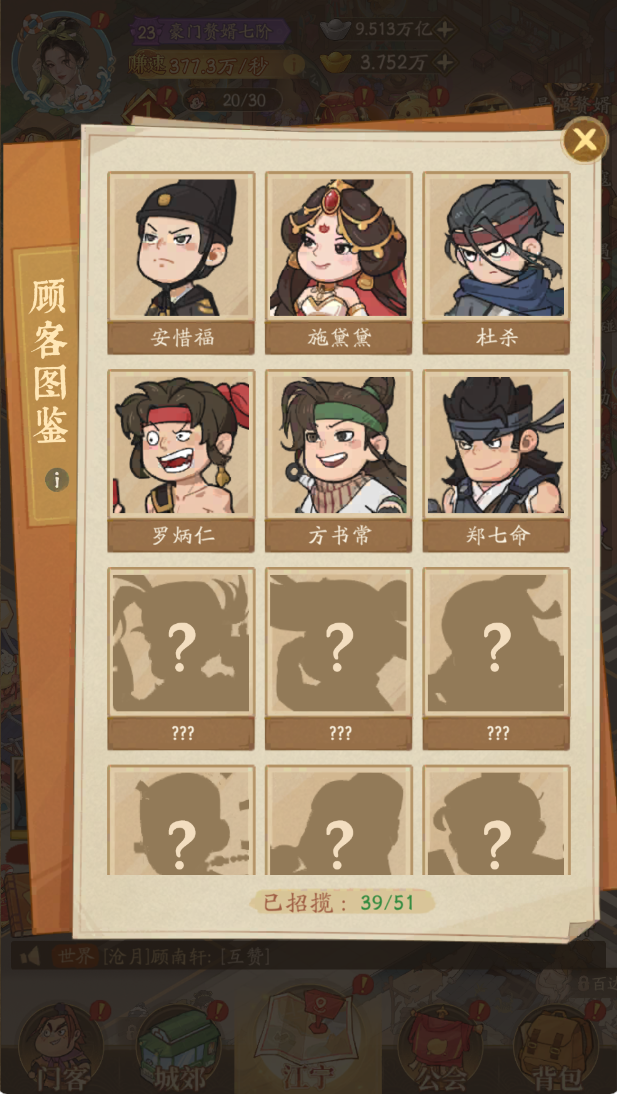 23 豪门赘婿七阶
9.513万亿
赚速377.3万/秒
3.752万
1
20/30
顾客图鉴
安惜福
施黛黛
杜杀
罗炳仁
方书常
郑七命
?
?
?
???
???
???
?
?
?
已招揽：39/51
世界 [沧月]顾南轩: [互赞]
门客
城郊
江宁
公会
背包